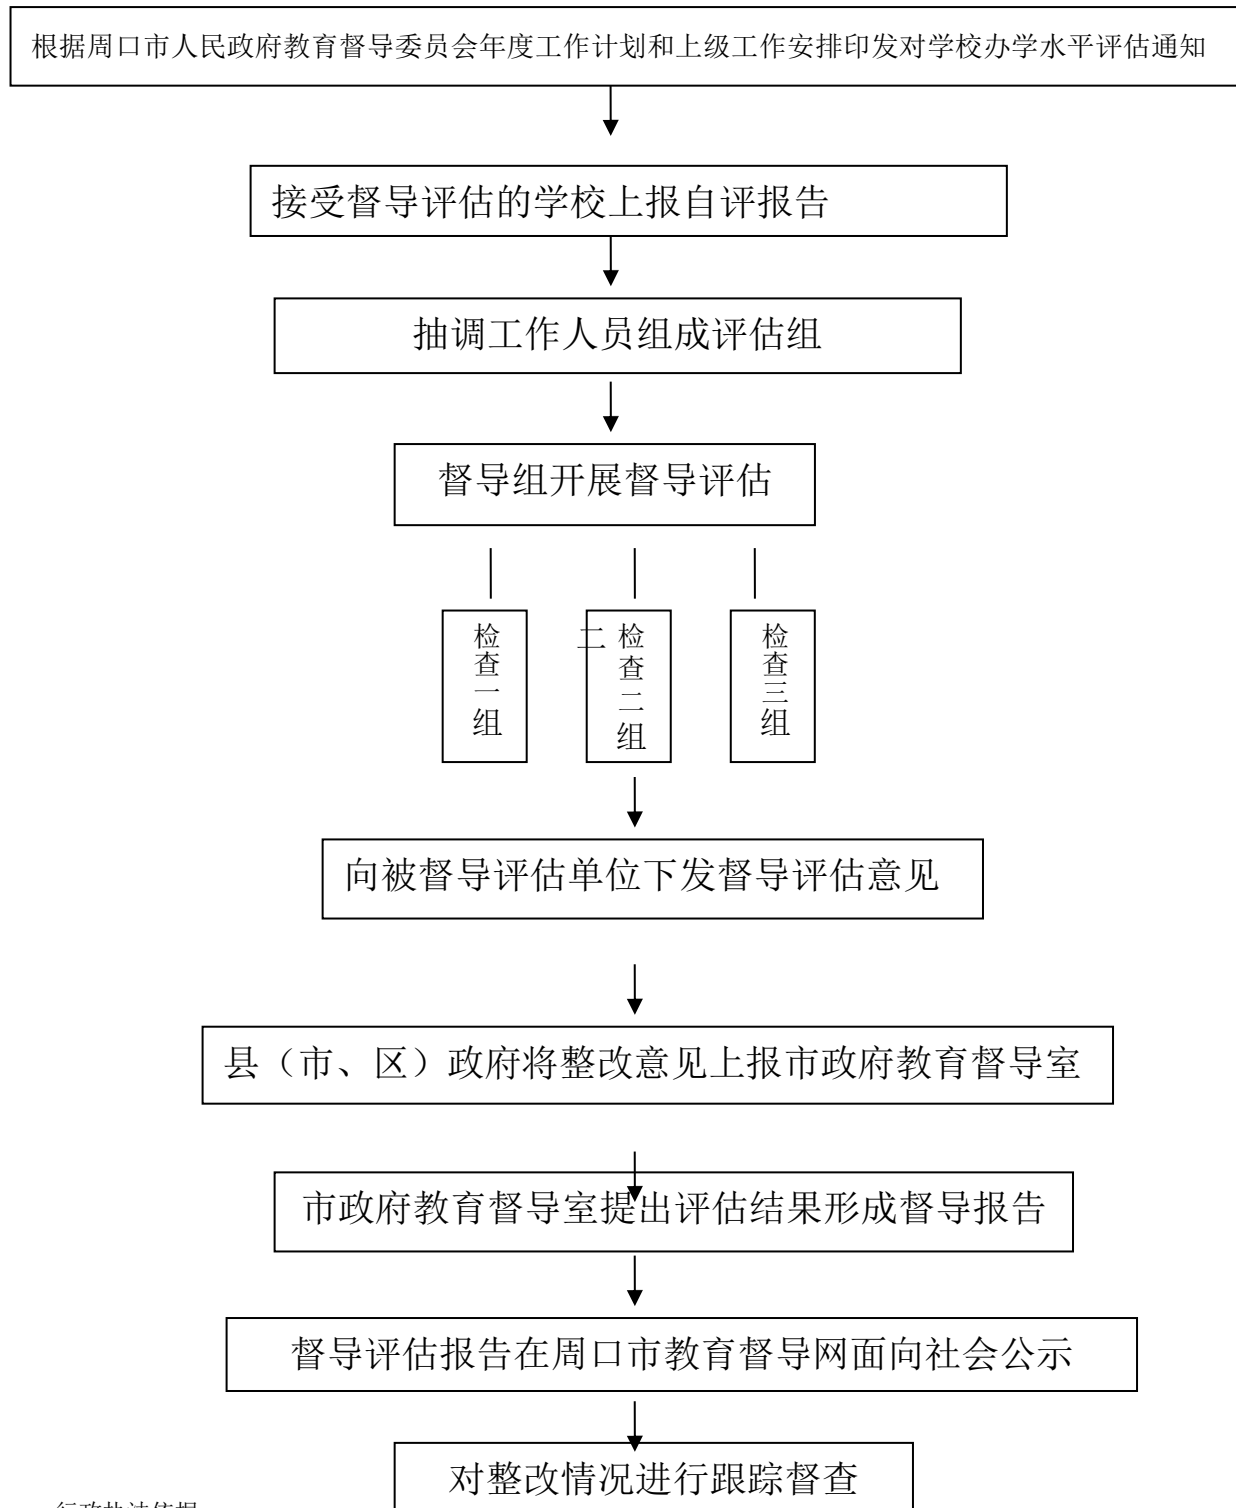 根据周口市人民政府教育督导委员会年度工作计划和上级工作安排印发对学校办学水平评估通知
接受督导评估的学校上报自评报告
抽调工作人员组成评估组
督导组开展督导评估
检查一组
二
检查二组
检查三组
向被督导评估单位下发督导评估意见
县（市、区）政府将整改意见上报市政府教育督导室
市政府教育督导室提出评估结果形成督导报告
督导评估报告在周口市教育督导网面向社会公示
对整改情况进行跟踪督查
行政执法依据